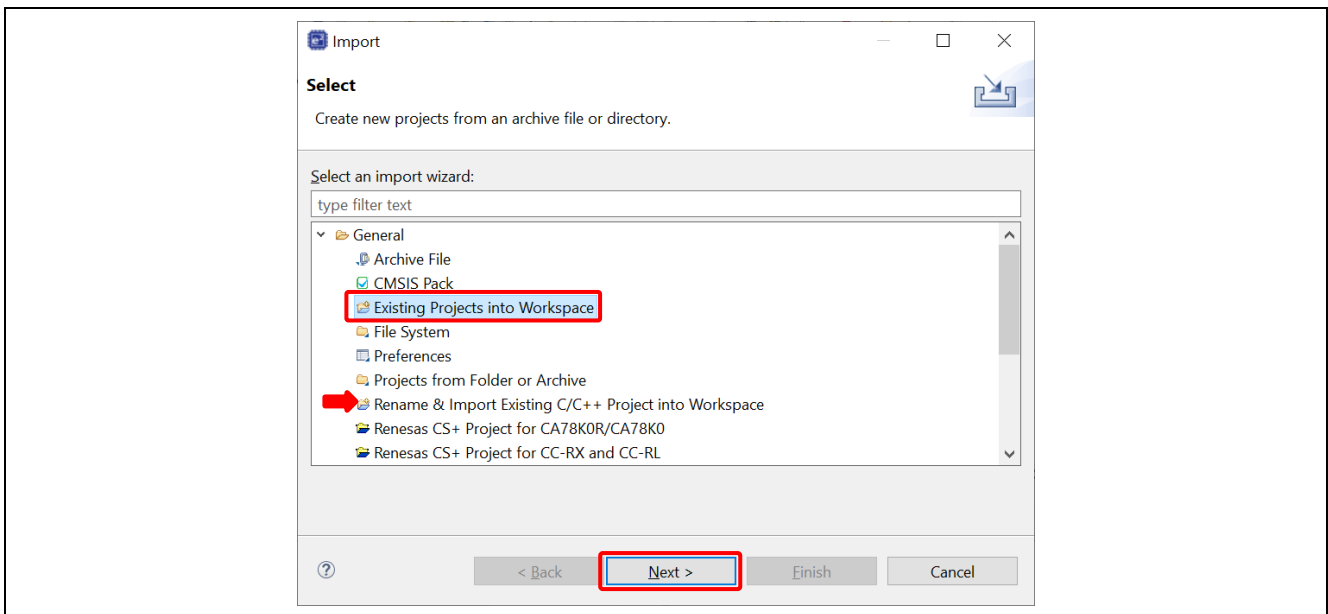 Import
Select
Create new projects from an archive file or directory.
Select an import wizard:
type filter text
General
Archive File
CMSIS Pack
Existing Projects into Workspace
File System
Preferences
Projects from Folder or Archive
Rename & Import Existing C/C++ Project into Workspace
Renesas CS+ Project for CA78K0R/CA78K0
Renesas CS+ Project for CC-RX and CC-RL
? < Back Next > Finish Cancel